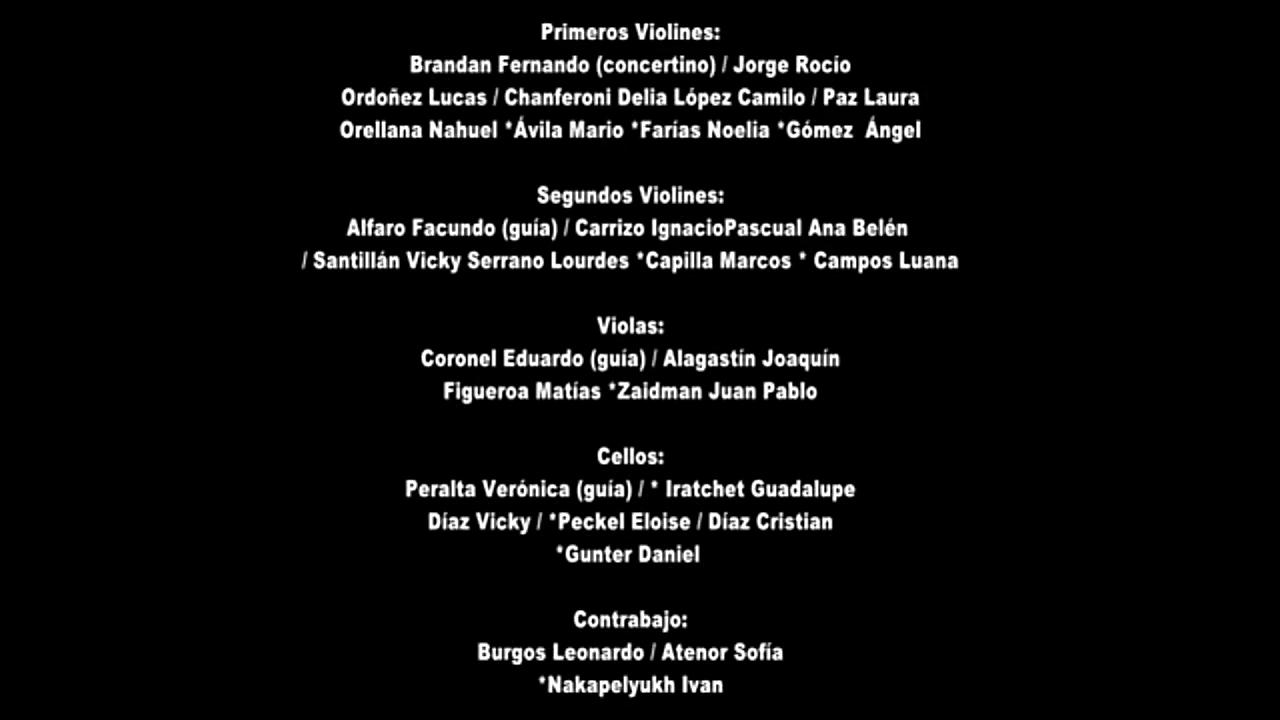 Primeros Violines:
Brandan Fernando (concertino) / Jorge Rocío
Ordoñez Lucas / Chanferoni Delia López Camilo / Paz Laura
Orellana Nahuel *Ávila Mario *Farías Noelia *Gómez  Ángel
Segundos Violines:
Alfaro Facundo (guía) / Carrizo IgnacioPascual Ana Belén
/ Santillán Vicky Serrano Lourdes *Capilla Marcos * Campos Luana
Violas:
Coronel Eduardo (guía) / Alagastín Joaquín
Figueroa Matías *Zaidman Juan Pablo
Cellos:
Peralta Verónica (guía) / * Iratchet Guadalupe
Díaz Vicky / *Peckel Eloise / Díaz Cristian
*Gunter Daniel
Contrabajo:
Burgos Leonardo / Atenor Sofía
*Nakapelyukh Ivan